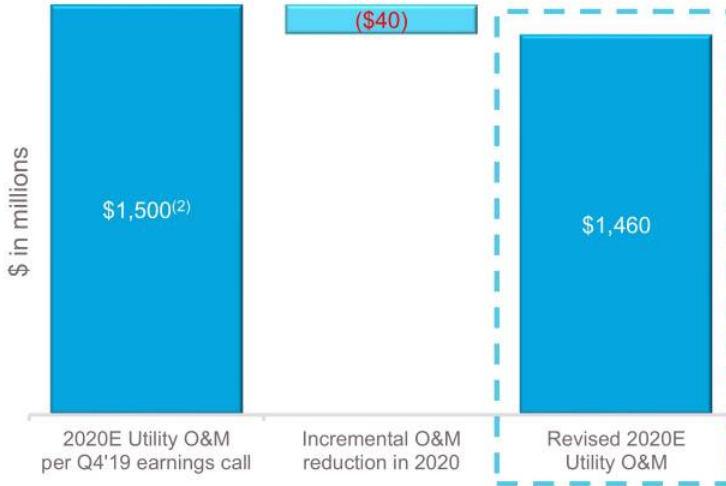 ($40)
$ in millions
$1,500(2)
$1,460
2020E Utility O&M
per Q4'19 earnings call
Incremental O&M
reduction in 2020
Revised 2020E
Utility O&M